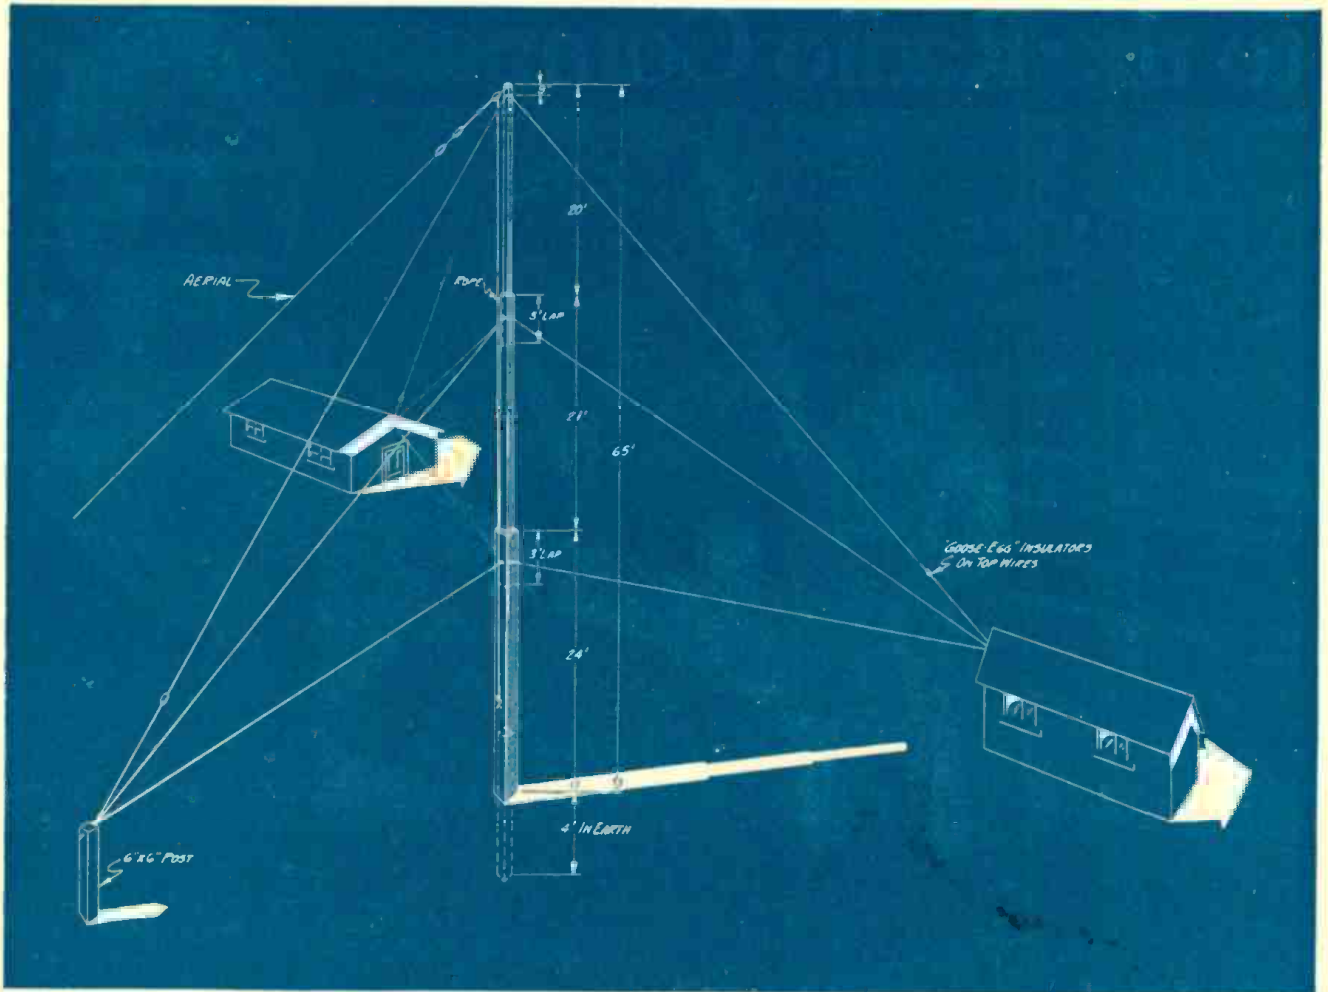 20'
AERIAL
ROPE
3' LAP
21'
65'
"GOOSE-EGG" INSULATORS
ON TOP WIRES
3' LAP
24'
4' IN EARTH
6"x6" POST